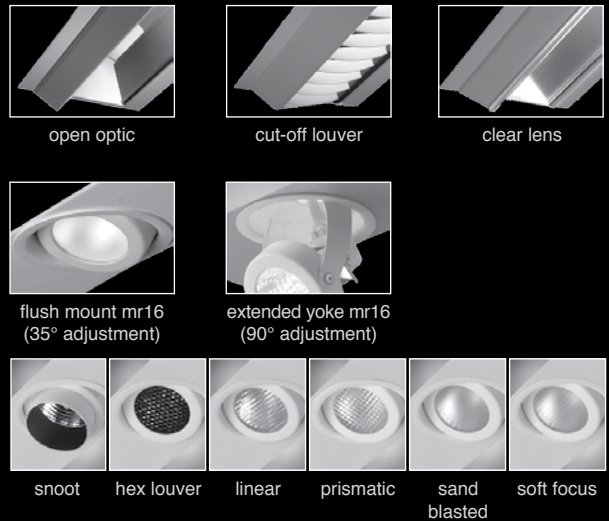 open optic
cut-off louver
clear lens
flush mount mr16
(35° adjustment)
extended yoke mr16
(90° adjustment)
snoot
hex louver
linear
prismatic
sand
blasted
soft focus